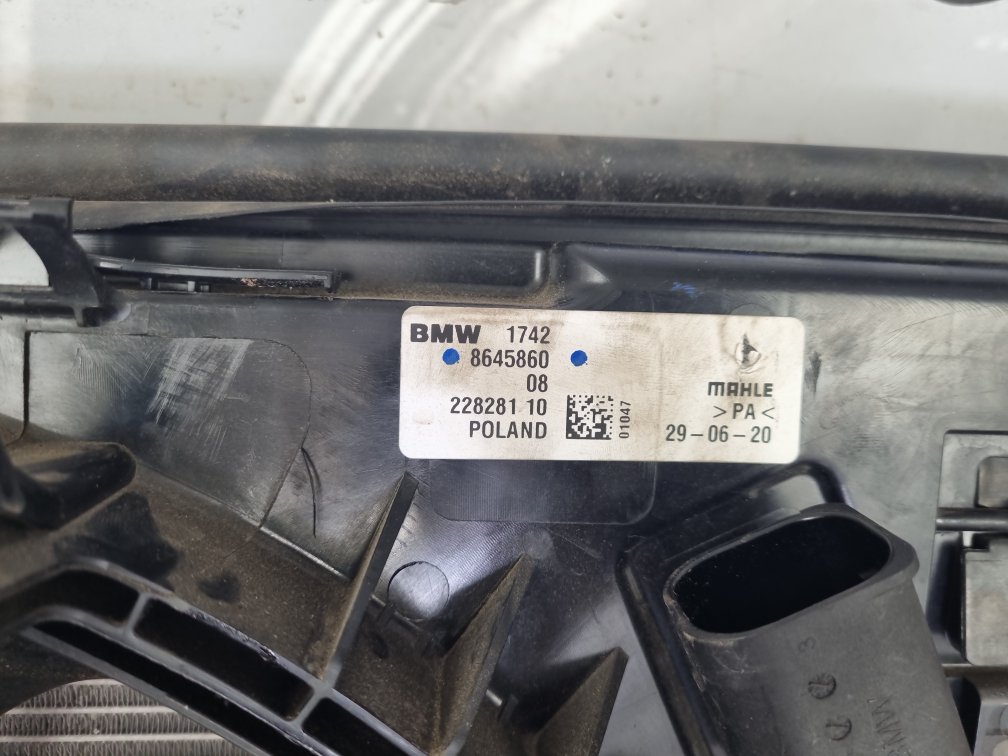 BMW 1742
8645860
08
228281 10
POLAND
01047
MAHLE
>PA<
29-06-20